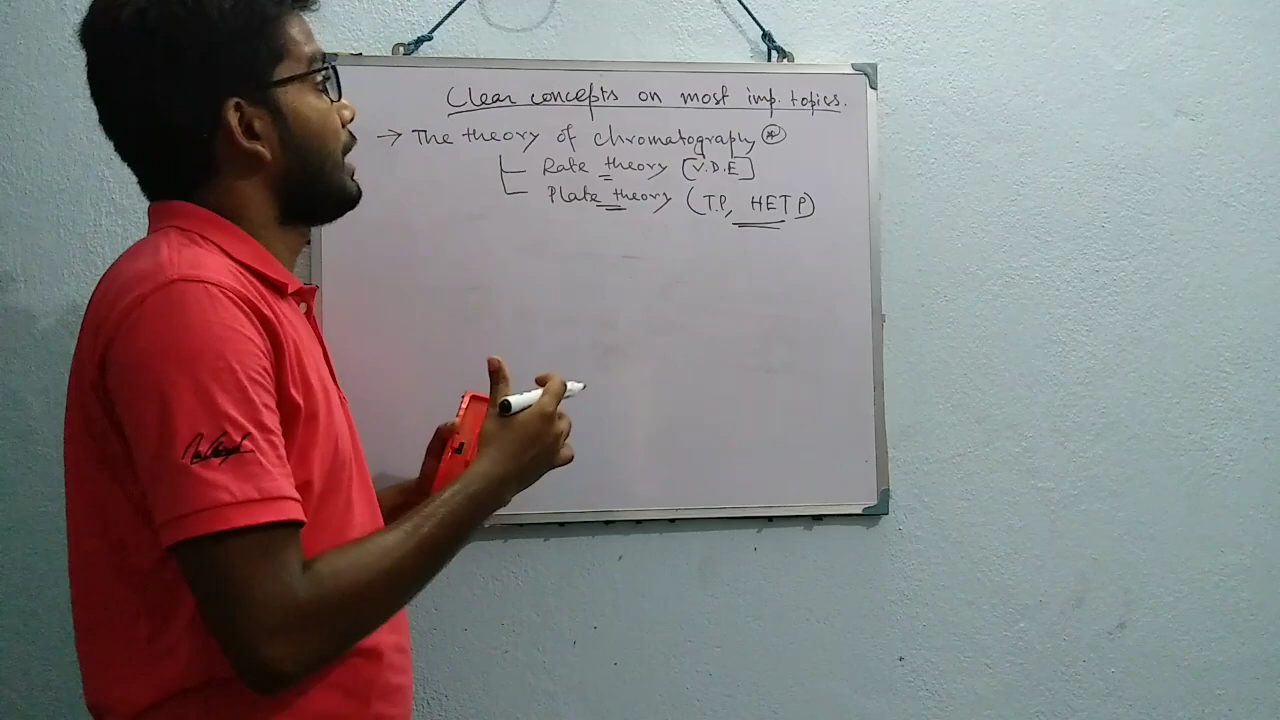 Clear concepts on most imp. topics.
→ The theory of chromatography *
Rate theory [V.D.E]
Plate theory (T.P, HETP)